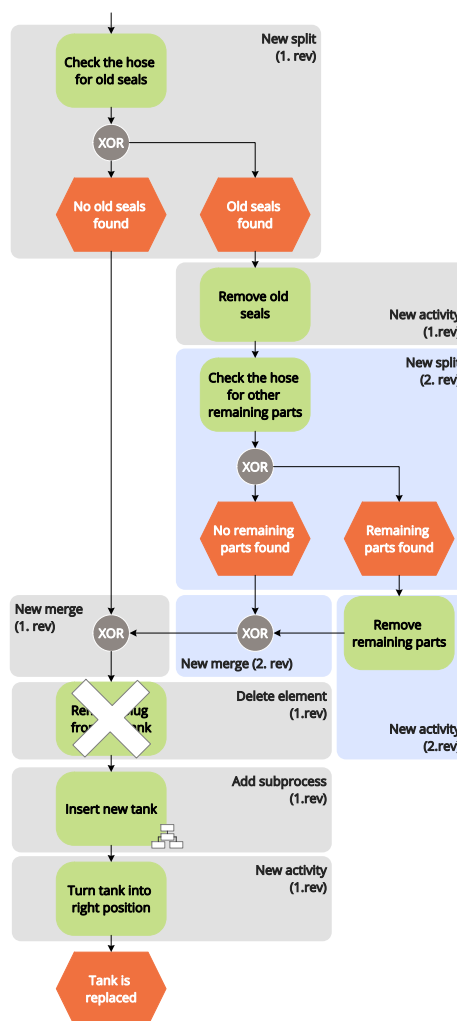 New split
(1. rev)
Check the hose
for old seals
XOR
No old seals
found
Old seals
found
Remove old
seals
New activity
(1.rev)
New split
(2. rev)
Check the hose
for other
remaining parts
XOR
No remaining
parts found
Remaining
parts found
New merge
(1. rev)
XOR
XOR
New merge (2. rev)
Remove
remaining parts
New activity
(2.rev)
Delete element
(1.rev)
Add subprocess
(1.rev)
Insert new tank
New activity
(1.rev)
Turn tank into
right position
Tank is
replaced